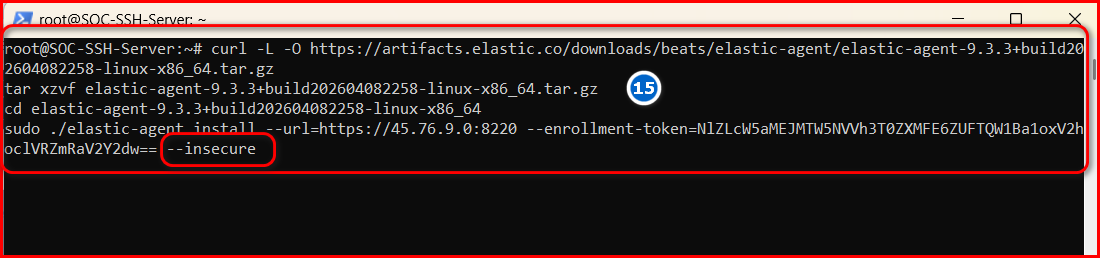 root@SOC-SSH-Server: ~
root@SOC-SSH-Server:~# curl -L -O https://artifacts.elastic.co/downloads/beats/elastic-agent/elastic-agent-9.3.3+build20
2604082258-linux-x86_64.tar.gz
tar xzvf elastic-agent-9.3.3+build202604082258-linux-x86_64.tar.gz
15
cd elastic-agent-9.3.3+build202604082258-linux-x86_64
sudo ./elastic-agent install --url=https://45.76.9.0:8220 --enrollment-token=NlZLcW5aMEJMTW5NVVh3T0ZXMFE6ZUFTQW1Ba1oxV2h
oclVRZmRaV2Y2dw== --insecure